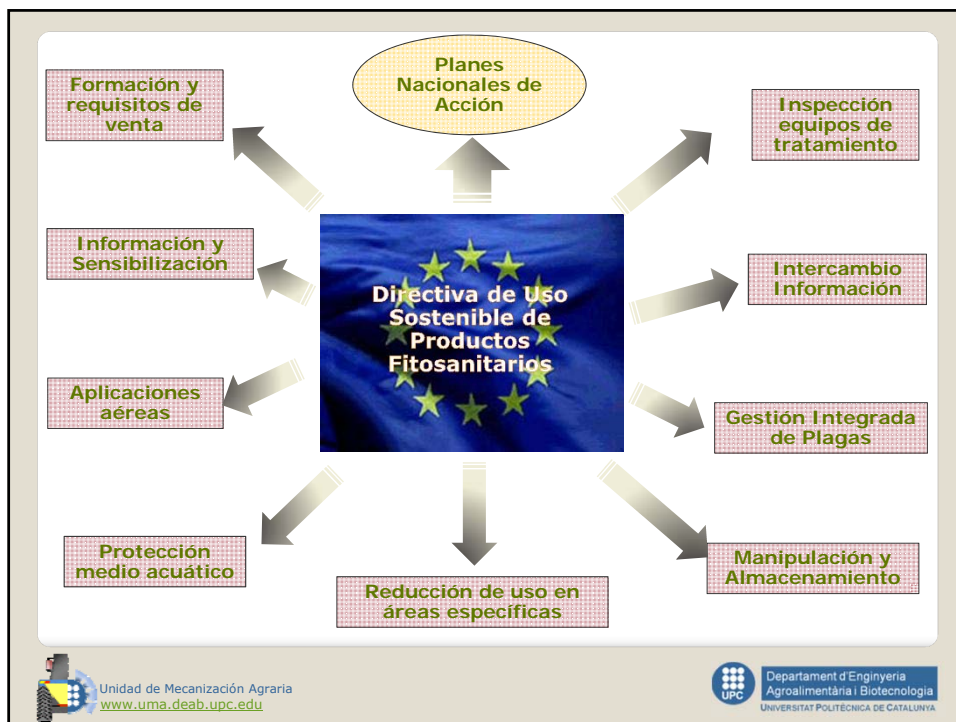 Planes
Nacionales de
Acción
Formación y
requisitos de
venta
Inspección
equipos de
tratamiento
Información y
Sensibilización
Directiva de Uso
Sostenible de
Productos
Fitosanitarios
Intercambio
Información
Aplicaciones
aéreas
Gestión Integrada
de Plagas
Protección
medio acuático
Reducción de uso en
áreas específicas
Manipulación y
Almacenamiento
Unidad de Mecanización Agraria
www.uma.deab.upc.edu
UPC
Departament d'Enginyeria
Agroalimentària i Biotecnologia
UNIVERSITAT POLITÈCNICA DE CATALUNYA